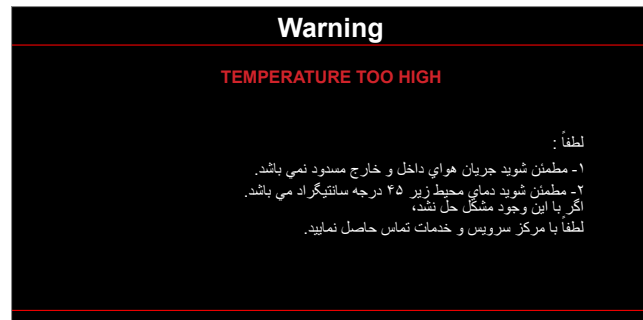 Warning
TEMPERATURE TOO HIGH
لطفاً :
۱- مطمئن شويد جريان هواي داخل و خارج مسدود نمي باشد.
۲- مطمئن شويد دماي محيط زير ۴۵ درجه سانتيگراد مي باشد.
اگر با اين وجود مشكل حل نشد،
لطفاً با مركز سرويس و خدمات تماس حاصل نماييد.